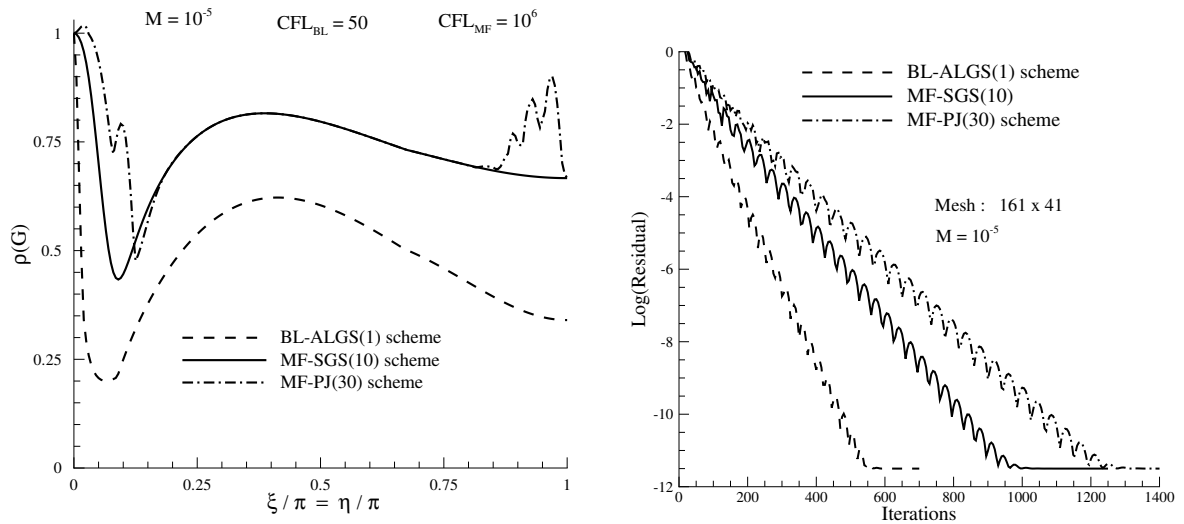 M = 10⁻⁵ CFL_BL = 50 CFL_MF = 10⁶
1
0.75
0.5
0.25
0
ρ(G)
BL-ALGS(1) scheme
MF-SGS(10) scheme
MF-PJ(30) scheme
0 0.25 0.5 0.75 1
ξ / π = η / π
0
-2
-4
-6
-8
-10
-12
Log(Residual)
BL-ALGS(1) scheme
MF-SGS(10)
MF-PJ(30) scheme
Mesh : 161 x 41
M = 10⁻⁵
0 200 400 600 800 1000 1200 1400
Iterations